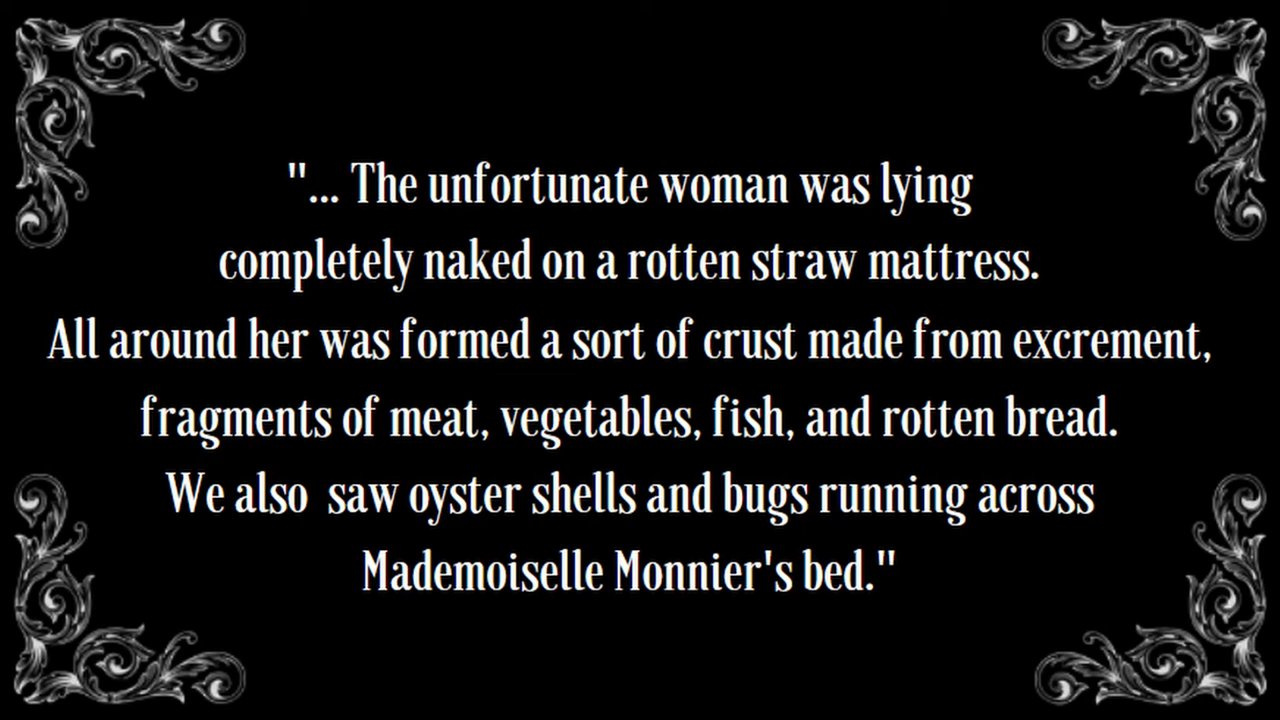 "... The unfortunate woman was lying
completely naked on a rotten straw mattress.
All around her was formed a sort of crust made from excrement,
fragments of meat, vegetables, fish, and rotten bread.
We also  saw oyster shells and bugs running across
Mademoiselle Monnier's bed."